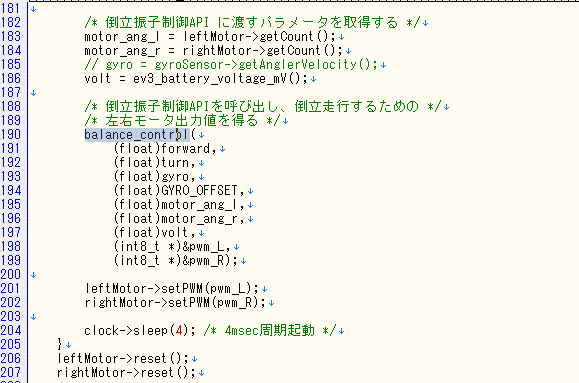 181 ↓
182 /* 倒立振子制御API に渡すパラメータを取得する */↓
183 motor_ang_l = leftMotor->getCount();↓
184 motor_ang_r = rightMotor->getCount();↓
185 // gyro = gyroSensor->getAnglerVelocity();↓
186 volt = ev3_battery_voltage_mV();↓
187 ↓
188 /* 倒立振子制御APIを呼び出し、倒立走行するための */↓
189 /* 左右モータ出力値を得る */↓
190 balance_control(↓
191 (float)forward,↓
192 (float)turn,↓
193 (float)gyro,↓
194 (float)GYRO_OFFSET,↓
195 (float)motor_ang_l,↓
196 (float)motor_ang_r,↓
197 (float)volt,↓
198 (int8_t *)&pwm_L,↓
199 (int8_t *)&pwm_R);↓
200 ↓
201 leftMotor->setPWM(pwm_L);↓
202 rightMotor->setPWM(pwm_R);↓
203 ↓
204 clock->sleep(4); /* 4msec周期起動 */↓
205 }↓
206 leftMotor->reset();↓
207 rightMotor->reset();↓